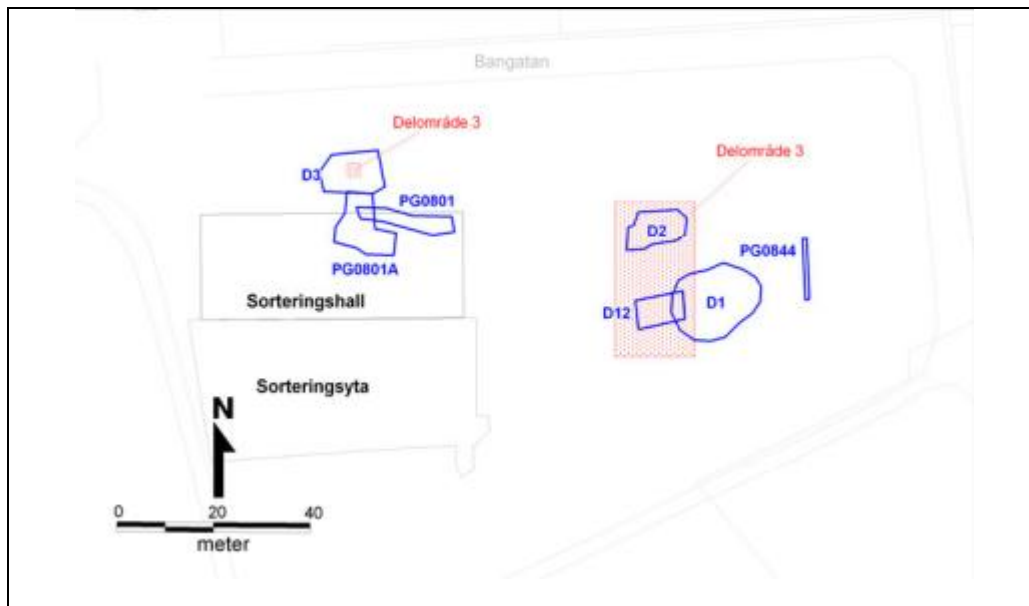 Bangatan
Delområde 3
Delområde 3
D3
PG0801
D2
PG0844
PG0801A
Sorteringshall
D12
D1
Sorteringsyta
N
0 20 40
meter